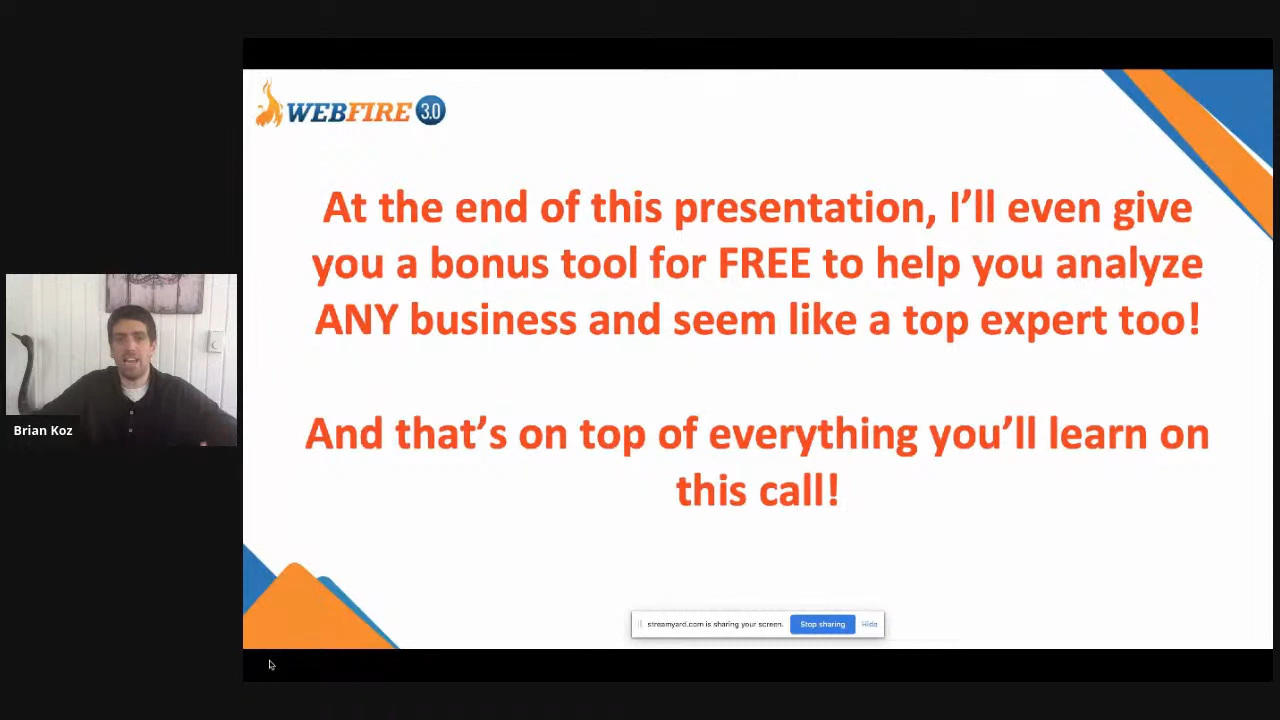 WEBFIRE 3.0
At the end of this presentation, I'll even give
you a bonus tool for FREE to help you analyze
ANY business and seem like a top expert too!
And that's on top of everything you'll learn on
this call!
Brian Koz
streamyard.com is sharing your screen. Stop sharing Hide